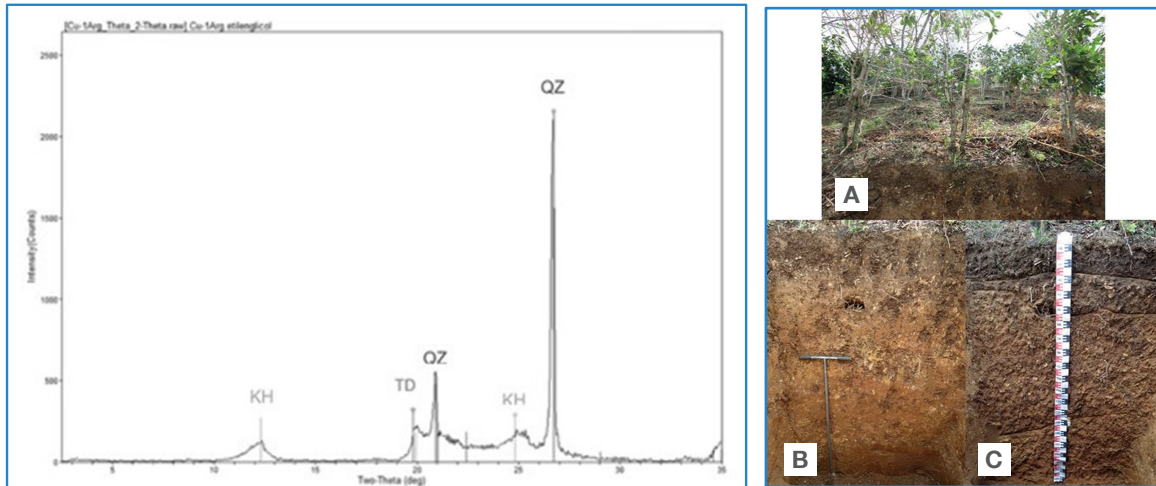 [Cu-1Arg_Theta_2-Theta.raw] Cu-1Arg etilenglicol
Intensity(Counts)
2500
2000
1500
1000
500
0
5
10
15
20
25
30
35
Two-Theta (deg)
KH
TD
QZ
KH
QZ
A
B
C